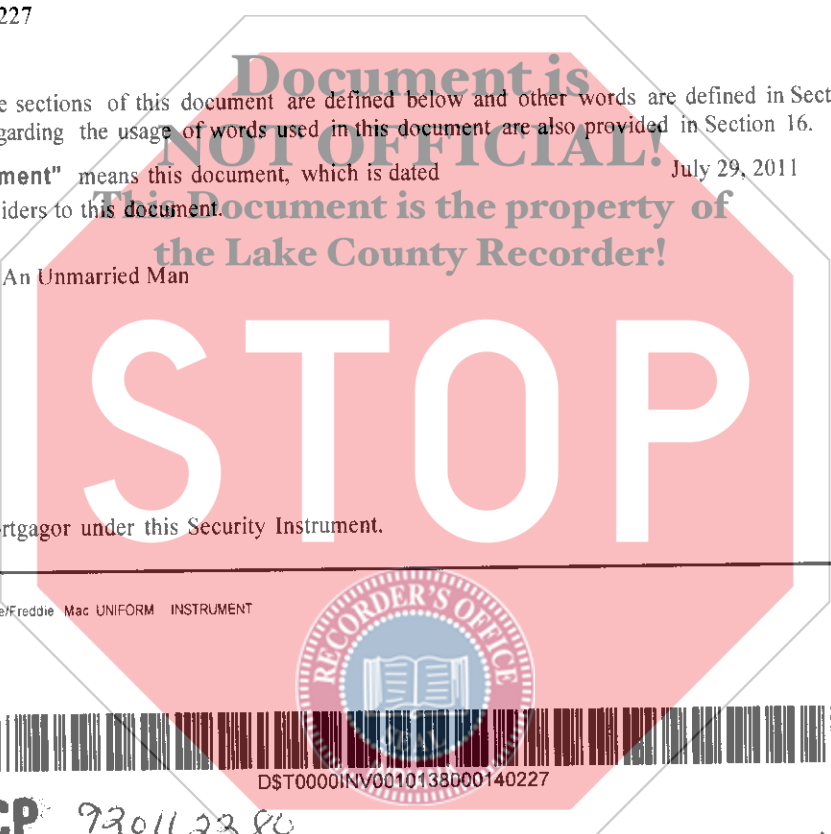 227
Document is
e sections of this document are defined below and other words are defined in Sect
garding the usage of words used in this document are also provided in Section 16.
NOT OFFICIAL!
ment" means this document, which is dated July 29, 2011
iders to this document.
This Document is the property of
the Lake County Recorder!
An Unmarried Man
STOP
rtgagor under this Security Instrument.
e/Freddie Mac UNIFORM INSTRUMENT
RECORDER'S OFFICE
SEAL
D$T0000INV0010138000140227
CP 920112280